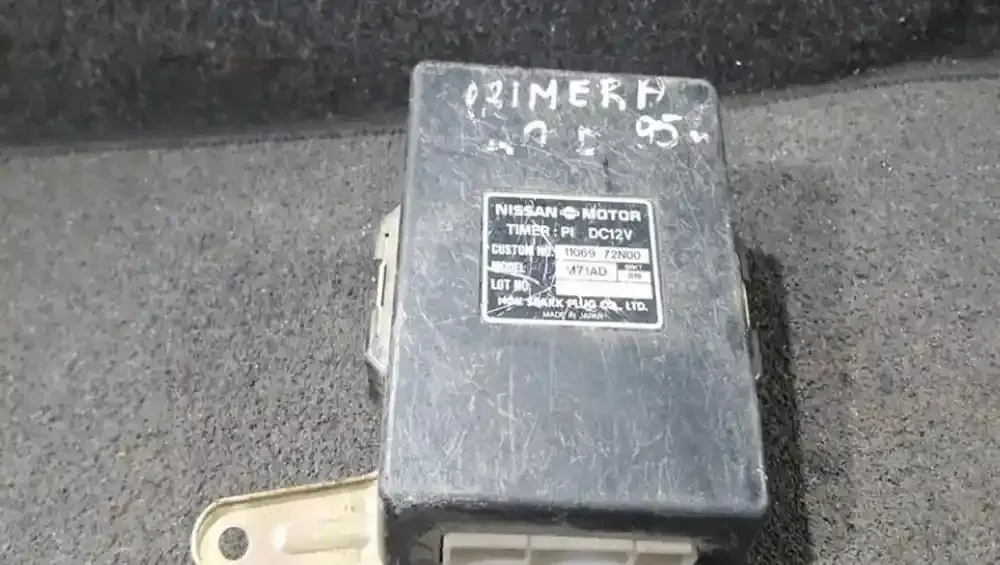 PRIMERA
95
NISSAN MOTOR
TIMER : PI DC12V
CUSTOM NO. 11069 72N00
MODEL M71AD
LOT NO.
NGK SPARK PLUG CO., LTD.
MADE IN JAPAN